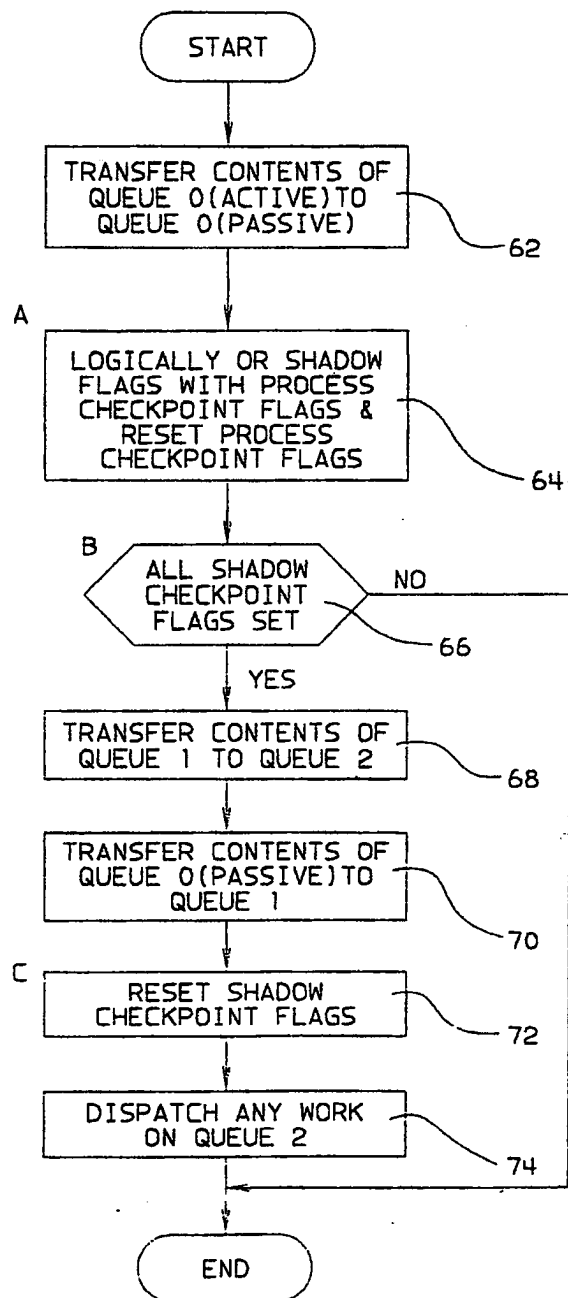 START
TRANSFER CONTENTS OF
QUEUE 0(ACTIVE)TO
QUEUE 0(PASSIVE)
62
A
LOGICALLY OR SHADOW
FLAGS WITH PROCESS
CHECKPOINT FLAGS &
RESET PROCESS
CHECKPOINT FLAGS
64
B
ALL SHADOW
CHECKPOINT
FLAGS SET
NO
66
YES
TRANSFER CONTENTS OF
QUEUE 1 TO QUEUE 2
68
TRANSFER CONTENTS OF
QUEUE 0(PASSIVE)TO
QUEUE 1
70
C
RESET SHADOW
CHECKPOINT FLAGS
72
DISPATCH ANY WORK
ON QUEUE 2
74
END